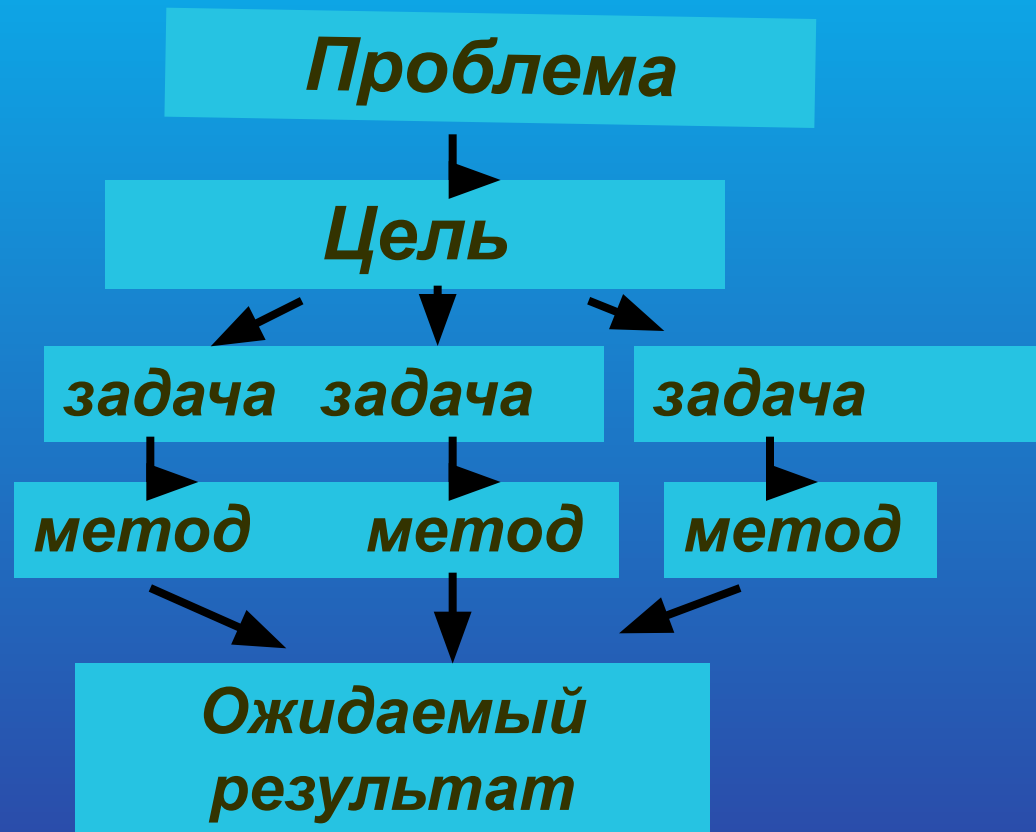 Проблема
Цель
задача задача задача
метод метод метод
Ожидаемый
результат